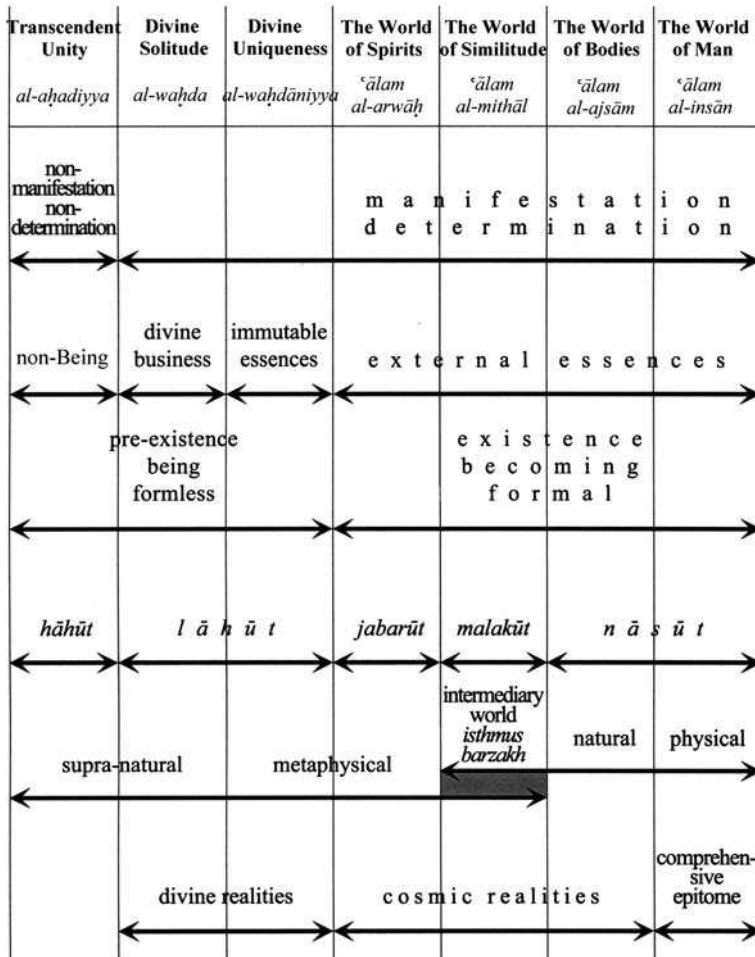 Transcendent Divine Divine The World The World The World The World
Unity Solitude Uniqueness of Spirits of Similitude of Bodies of Man
al-aḥadiyya al-waḥda al-waḥdāniyya ʿālam ʿālam ʿālam ʿālam
al-arwāḥ al-mithāl al-ajsām al-insān
non-
manifestation manifestation
non- determination
determination
divine immutable
non-Being business essences external essences
pre-existence existence
being becoming
formless formal
hāhūt lāhūt jabarūt malakūt nāsūt
intermediary
world
isthmus natural physical
barzakh
supra-natural metaphysical
comprehen-
sive
divine realities cosmic realities epitome